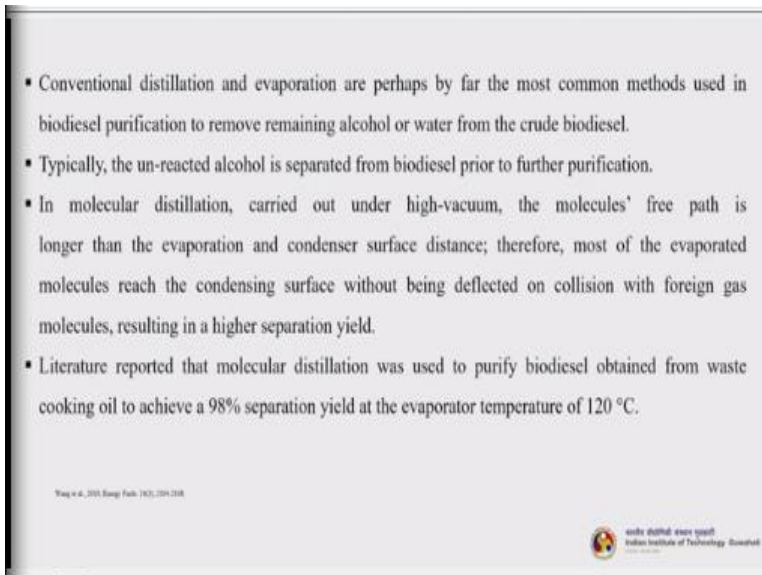 ▪ Conventional distillation and evaporation are perhaps by far the most common methods used in
biodiesel purification to remove remaining alcohol or water from the crude biodiesel.
▪ Typically, the un-reacted alcohol is separated from biodiesel prior to further purification.
▪ In molecular distillation, carried out under high-vacuum, the molecules' free path is
longer than the evaporation and condenser surface distance; therefore, most of the evaporated
molecules reach the condensing surface without being deflected on collision with foreign gas
molecules, resulting in a higher separation yield.
▪ Literature reported that molecular distillation was used to purify biodiesel obtained from waste
cooking oil to achieve a 98% separation yield at the evaporator temperature of 120 °C.
Indian Institute of Technology Guwahati